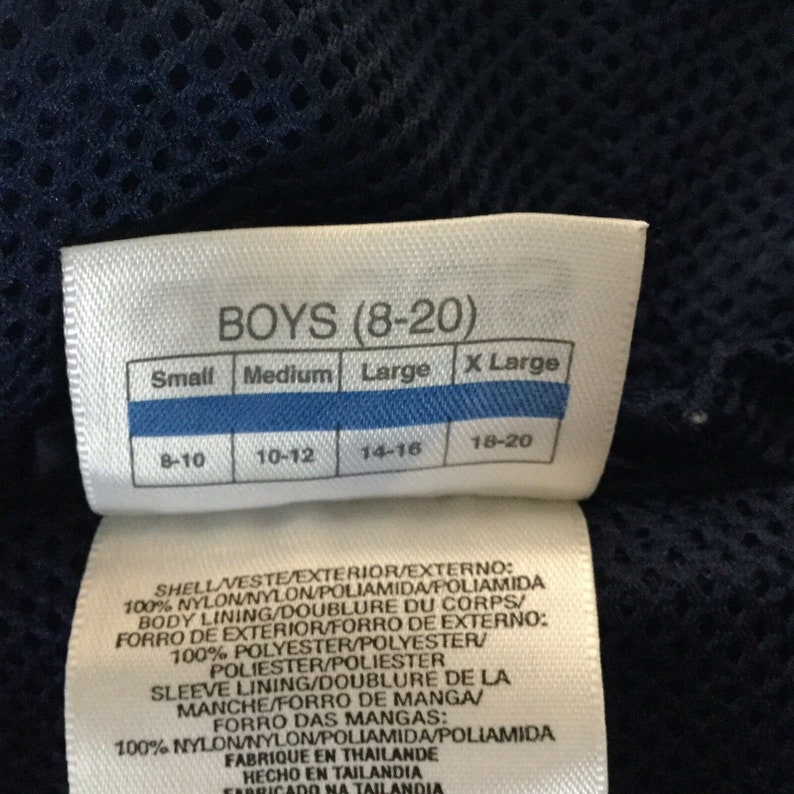 BOYS (8-20)
Small Medium Large X Large
8-10 10-12 14-16 18-20
SHELL/VESTE/EXTERIOR/EXTERNO:
100% NYLON/NYLON/POLIAMIDA/POLIAMIDA
BODY LINING/DOUBLURE DU CORPS/
FORRO DE EXTERIOR/FORRO DE EXTERNO:
100% POLYESTER/POLYESTER/
POLIESTER/POLIESTER
SLEEVE LINING/DOUBLURE DE LA
MANCHE/FORRO DE MANGA/
FORRO DAS MANGAS:
100% NYLON/NYLON/POLIAMIDA/POLIAMIDA
FABRIQUE EN THAILANDE
HECHO EN TAILANDIA
FABRICADO NA TAILANDIA